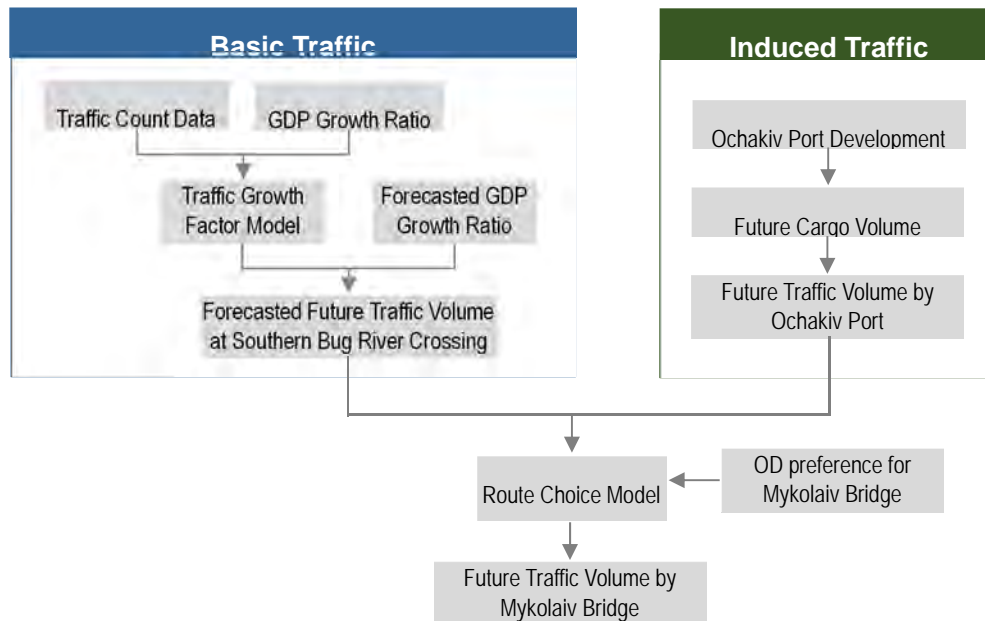 Basic Traffic
Traffic Count Data
GDP Growth Ratio
Traffic Growth
Factor Model
Forecasted GDP
Growth Ratio
Forecasted Future Traffic Volume
at Southern Bug River Crossing
Induced Traffic
Ochakiv Port Development
Future Cargo Volume
Future Traffic Volume by
Ochakiv Port
Route Choice Model
OD preference for
Mykolaiv Bridge
Future Traffic Volume by
Mykolaiv Bridge